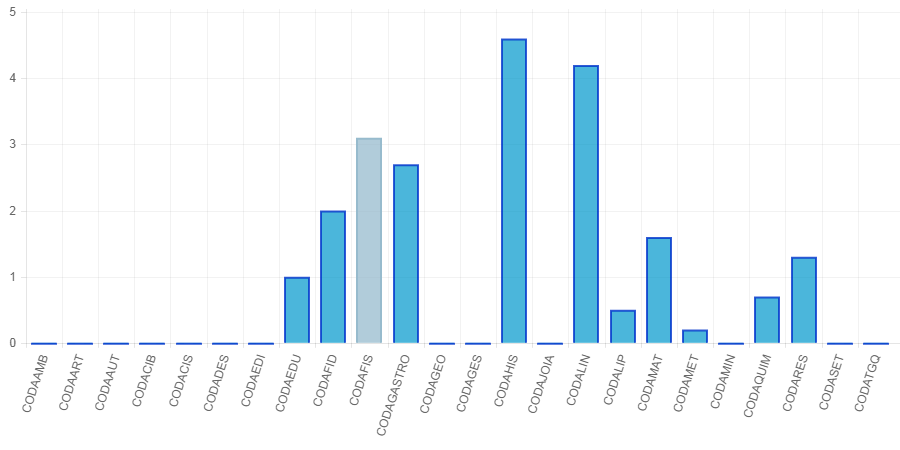 5
4
3
2
1
0
CODAAMB
CODAART
CODAAUT
CODACIB
CODACIS
CODADES
CODAEDI
CODAEDU
CODAFID
CODAFIS
CODAGASTRO
CODAGEO
CODAGES
CODAHIS
CODAJOIA
CODALIN
CODALIP
CODAMAT
CODAMET
CODAMIN
CODAQUIM
CODARES
CODASET
CODATGQ